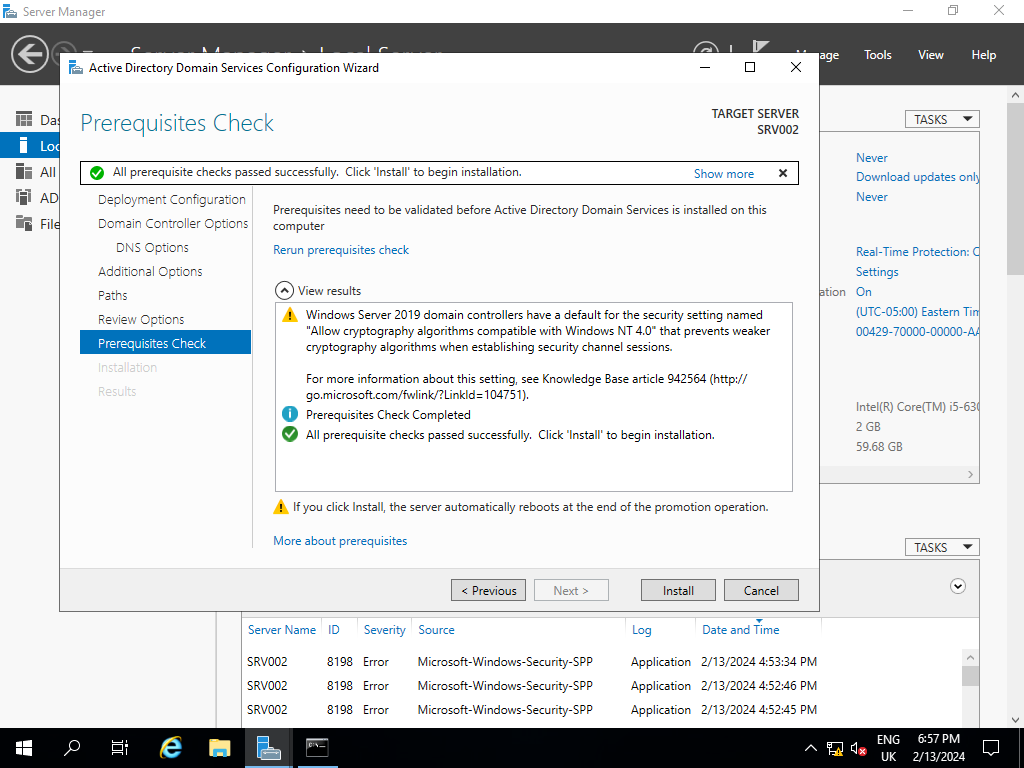 Server Manager
Manage
Tools
View
Help
Active Directory Domain Services Configuration Wizard
Prerequisites Check
TARGET SERVER
SRV002
All prerequisite checks passed successfully.  Click 'Install' to begin installation.
Show more
Deployment Configuration
Domain Controller Options
DNS Options
Additional Options
Paths
Review Options
Prerequisites Check
Installation
Results
Prerequisites need to be validated before Active Directory Domain Services is installed on this
computer
Rerun prerequisites check
View results
Windows Server 2019 domain controllers have a default for the security setting named
"Allow cryptography algorithms compatible with Windows NT 4.0" that prevents weaker
cryptography algorithms when establishing security channel sessions.
For more information about this setting, see Knowledge Base article 942564 (http://
go.microsoft.com/fwlink/?LinkId=104751).
Prerequisites Check Completed
All prerequisite checks passed successfully.  Click 'Install' to begin installation.
If you click Install, the server automatically reboots at the end of the promotion operation.
More about prerequisites
< Previous
Next >
Install
Cancel
All
AD
File
TASKS
Never
Download updates only
Never
Real-Time Protection:
Settings
On
(UTC-05:00) Eastern Tim
00429-70000-00000-AA
Intel(R) Core(TM) i5-630
2 GB
59.68 GB
TASKS
Server Name ID Severity Source Log Date and Time
SRV002 8198 Error Microsoft-Windows-Security-SPP Application 2/13/2024 4:53:34 PM
SRV002 8198 Error Microsoft-Windows-Security-SPP Application 2/13/2024 4:52:46 PM
SRV002 8198 Error Microsoft-Windows-Security-SPP Application 2/13/2024 4:52:45 PM
ENG
UK
6:57 PM
2/13/2024